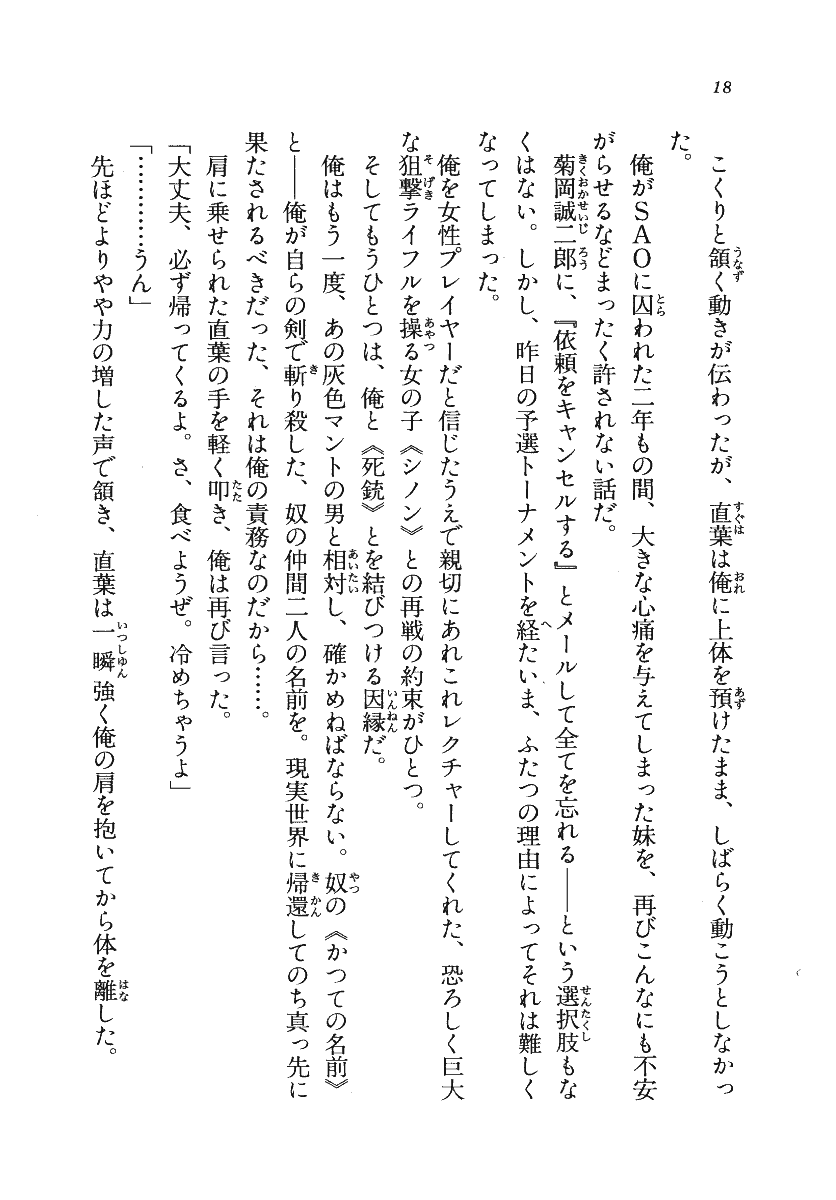 18
こくりと頷く動きが伝わったが、直葉は俺に上体を預けたまま、しばらく動こうとしなかっ
た。
俺がSAOに囚われた二年もの間、大きな心痛を与えてしまった妹を、再びこんなにも不安
がらせるなどまったく許されない話だ。
菊岡誠二郎に、『依頼をキャンセルする』とメールして全てを忘れる――という選択肢もな
くはない。しかし、昨日の予選トーナメントを経たいま、ふたつの理由によってそれは難しく
なってしまった。
俺を女性プレイヤーだと信じたうえで親切にあれこれレクチャーしてくれた、恐ろしく巨大
な狙撃ライフルを操る女の子《シノン》との再戦の約束がひとつ。
そしてもうひとつは、俺と《死銃》とを結びつける因縁だ。
俺はもう一度、あの灰色マントの男と相対し、確かめねばならない。奴の《かつての名前》
と――俺が自らの剣で斬り殺した、奴の仲間二人の名前を。現実世界に帰還してのち真っ先に
果たされるべきだった、それは俺の責務なのだから……。
肩に乗せられた直葉の手を軽く叩き、俺は再び言った。
「大丈夫、必ず帰ってくるよ。さ、食べようぜ。冷めちゃうよ」
「…………うん」
先ほどよりやや力の増した声で頷き、直葉は一瞬強く俺の肩を抱いてから体を離した。